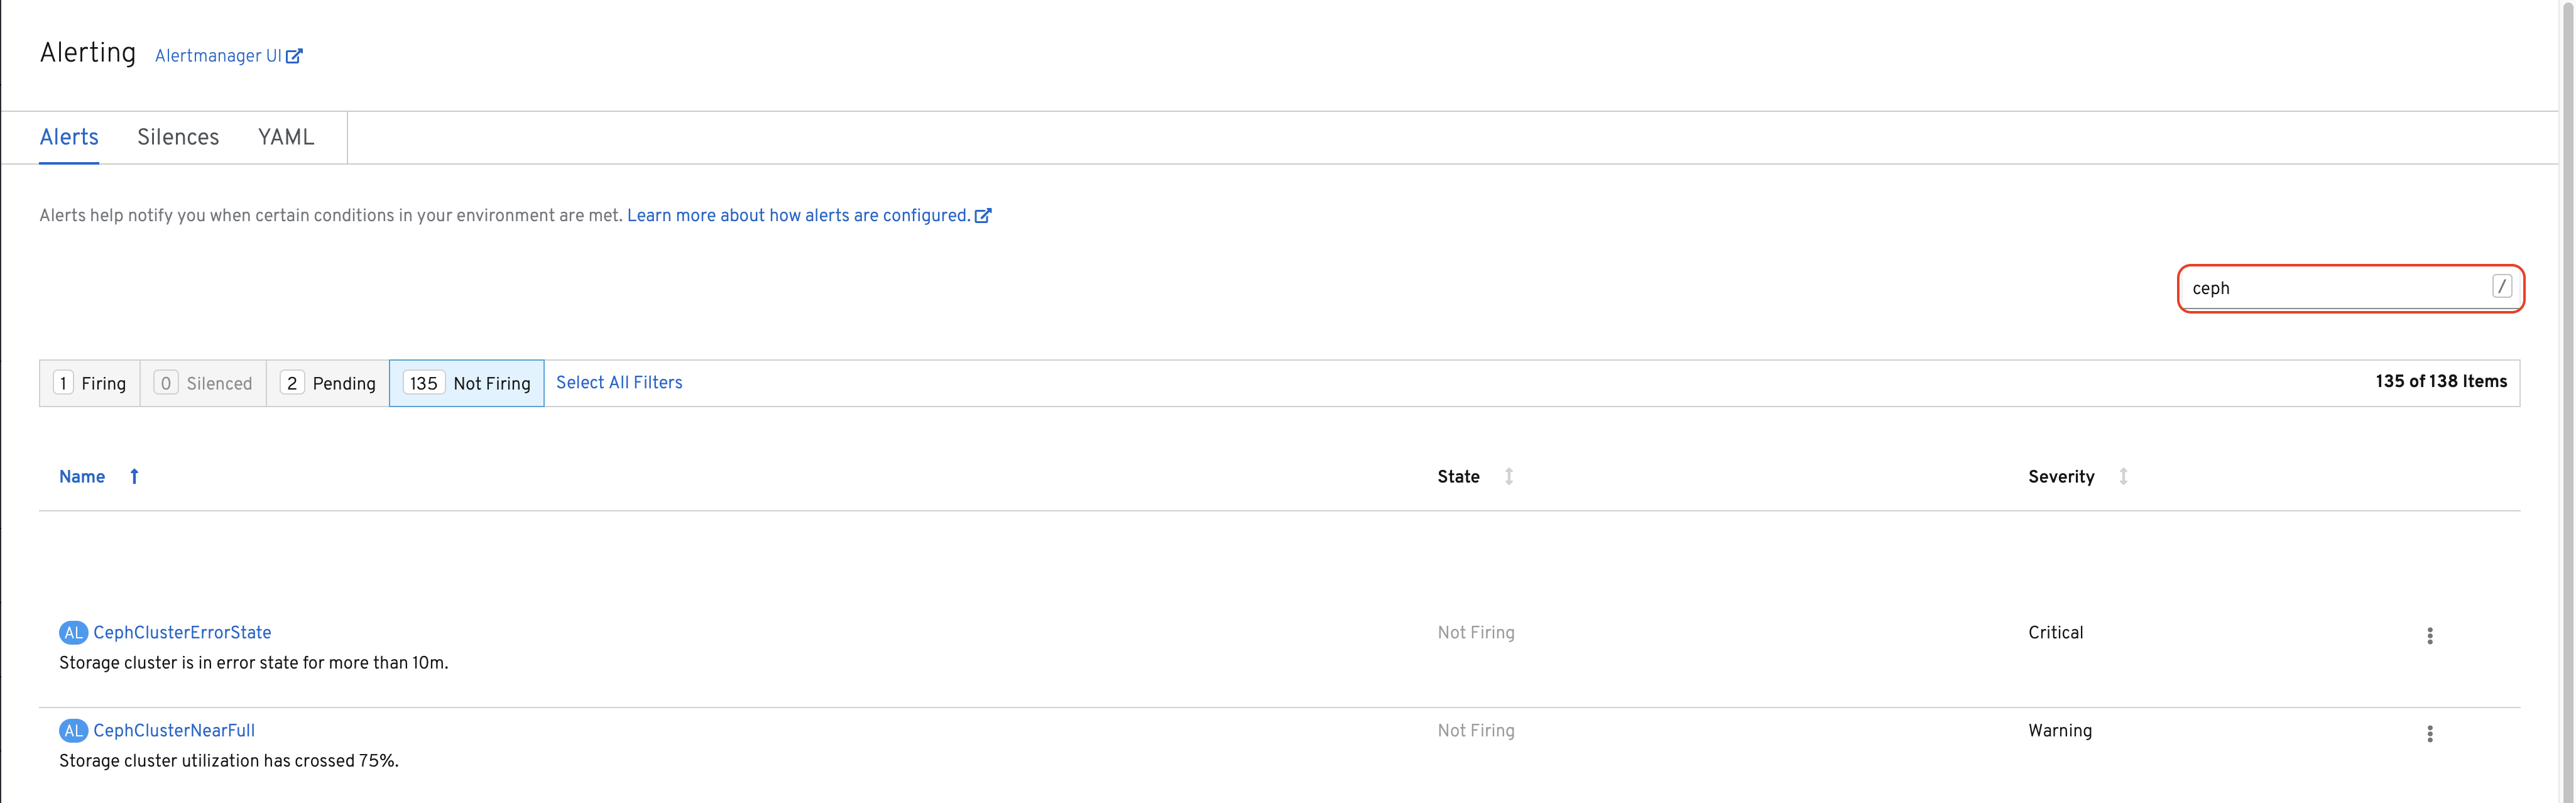 Alerting Alertmanager UI
Alerts Silences YAML
Alerts help notify you when certain conditions in your environment are met. Learn more about how alerts are configured.
ceph /
1 Firing 0 Silenced 2 Pending 135 Not Firing Select All Filters 135 of 138 Items
Name State Severity
AL CephClusterErrorState Not Firing Critical
Storage cluster is in error state for more than 10m.
AL CephClusterNearFull Not Firing Warning
Storage cluster utilization has crossed 75%.